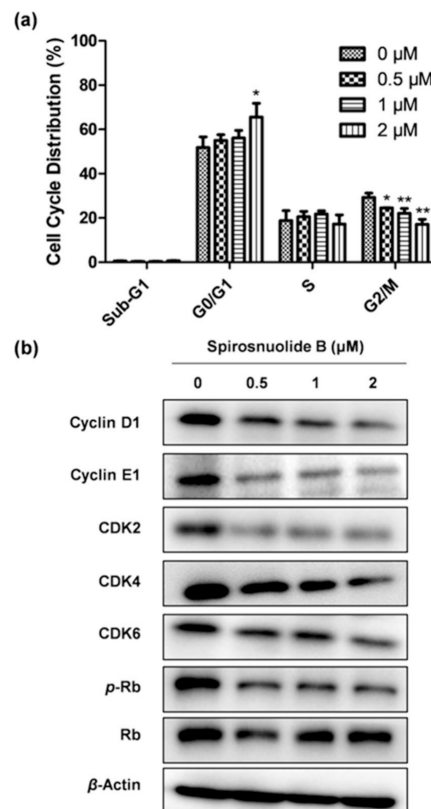 (a)
Cell Cycle Distribution (%)
100
80
60
40
20
0
0 μM
0.5 μM
1 μM
2 μM
*
* ** **
Sub-G1 G0/G1 S G2/M
(b)
Spirosnuolide B (μM)
0 0.5 1 2
Cyclin D1
Cyclin E1
CDK2
CDK4
CDK6
p-Rb
Rb
β-Actin